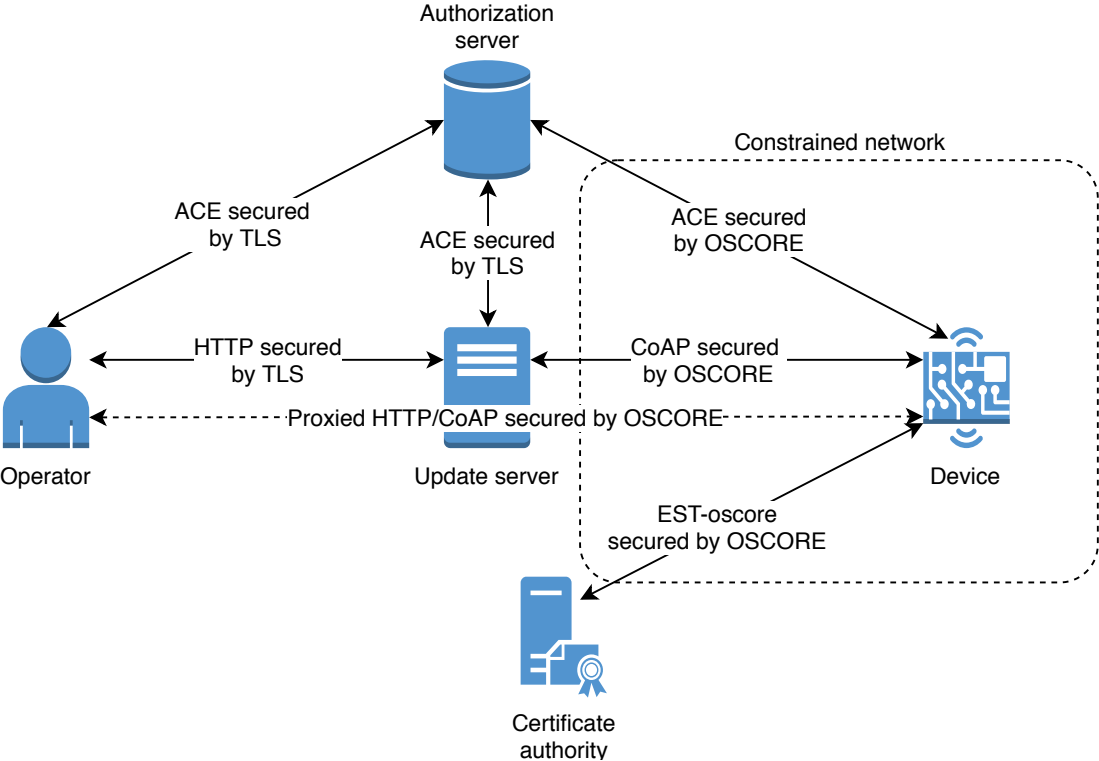 Authorization
server
Constrained network
ACE secured
by TLS
ACE secured
by TLS
ACE secured
by OSCORE
HTTP secured
by TLS
CoAP secured
by OSCORE
Proxied HTTP/CoAP secured by OSCORE
Operator
Update server
Device
EST-oscore
secured by OSCORE
Certificate
authority